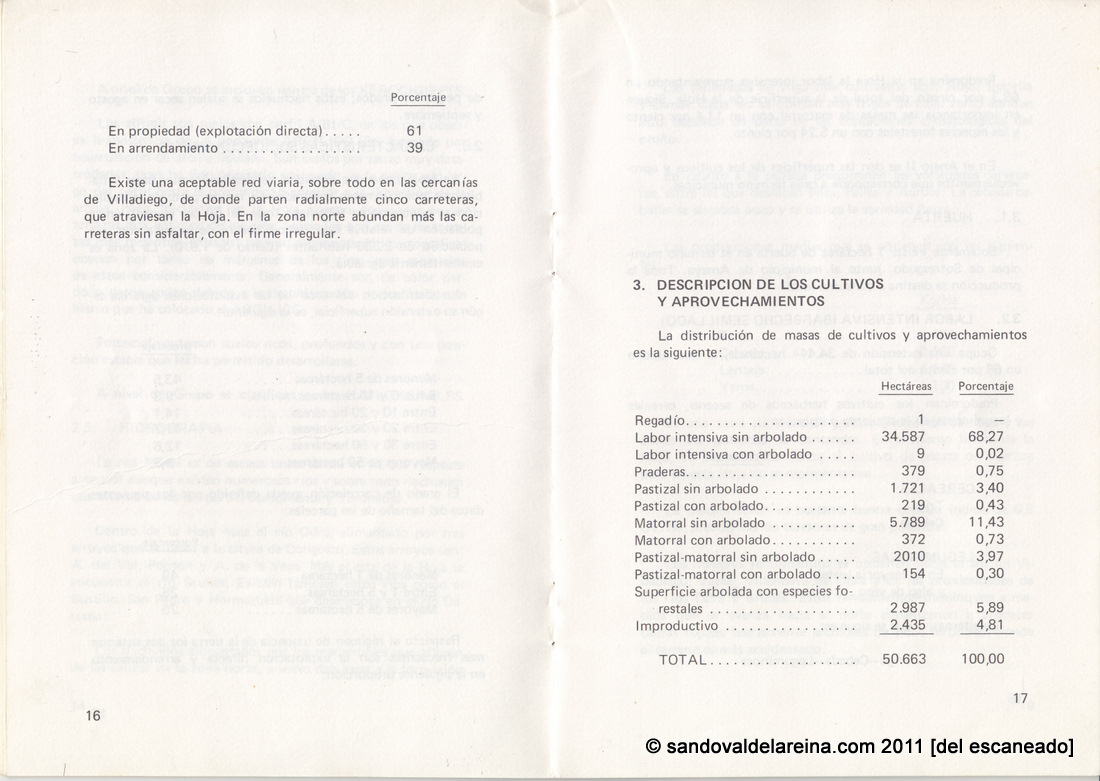 Porcentaje
En propiedad (explotación directa)..... 61
En arrendamiento .................. 39
Existe una aceptable red viaria, sobre todo en las cercanías
de Villadiego, de donde parten radialmente cinco carreteras,
que atraviesan la Hoja. En la zona norte abundan más las ca-
rreteras sin asfaltar, con el firme irregular.
16
3. DESCRIPCION DE LOS CULTIVOS
Y APROVECHAMIENTOS
La distribución de masas de cultivos y aprovechamientos
es la siguiente:
Hectáreas Porcentaje
Regadío...................... 1 —
Labor intensiva sin arbolado ...... 34.587 68,27
Labor intensiva con arbolado ..... 9 0,02
Praderas...................... 379 0,75
Pastizal sin arbolado ............ 1.721 3,40
Pastizal con arbolado............ 219 0,43
Matorral sin arbolado ........... 5.789 11,43
Matorral con arbolado........... 372 0,73
Pastizal-matorral sin arbolado ..... 2010 3,97
Pastizal-matorral con arbolado ..... 154 0,30
Superficie arbolada con especies fo-
restales ................... 2.987 5,89
Improductivo ................. 2.435 4,81
TOTAL................... 50.663 100,00
17
© sandovaldelareina.com 2011 [del escaneado]